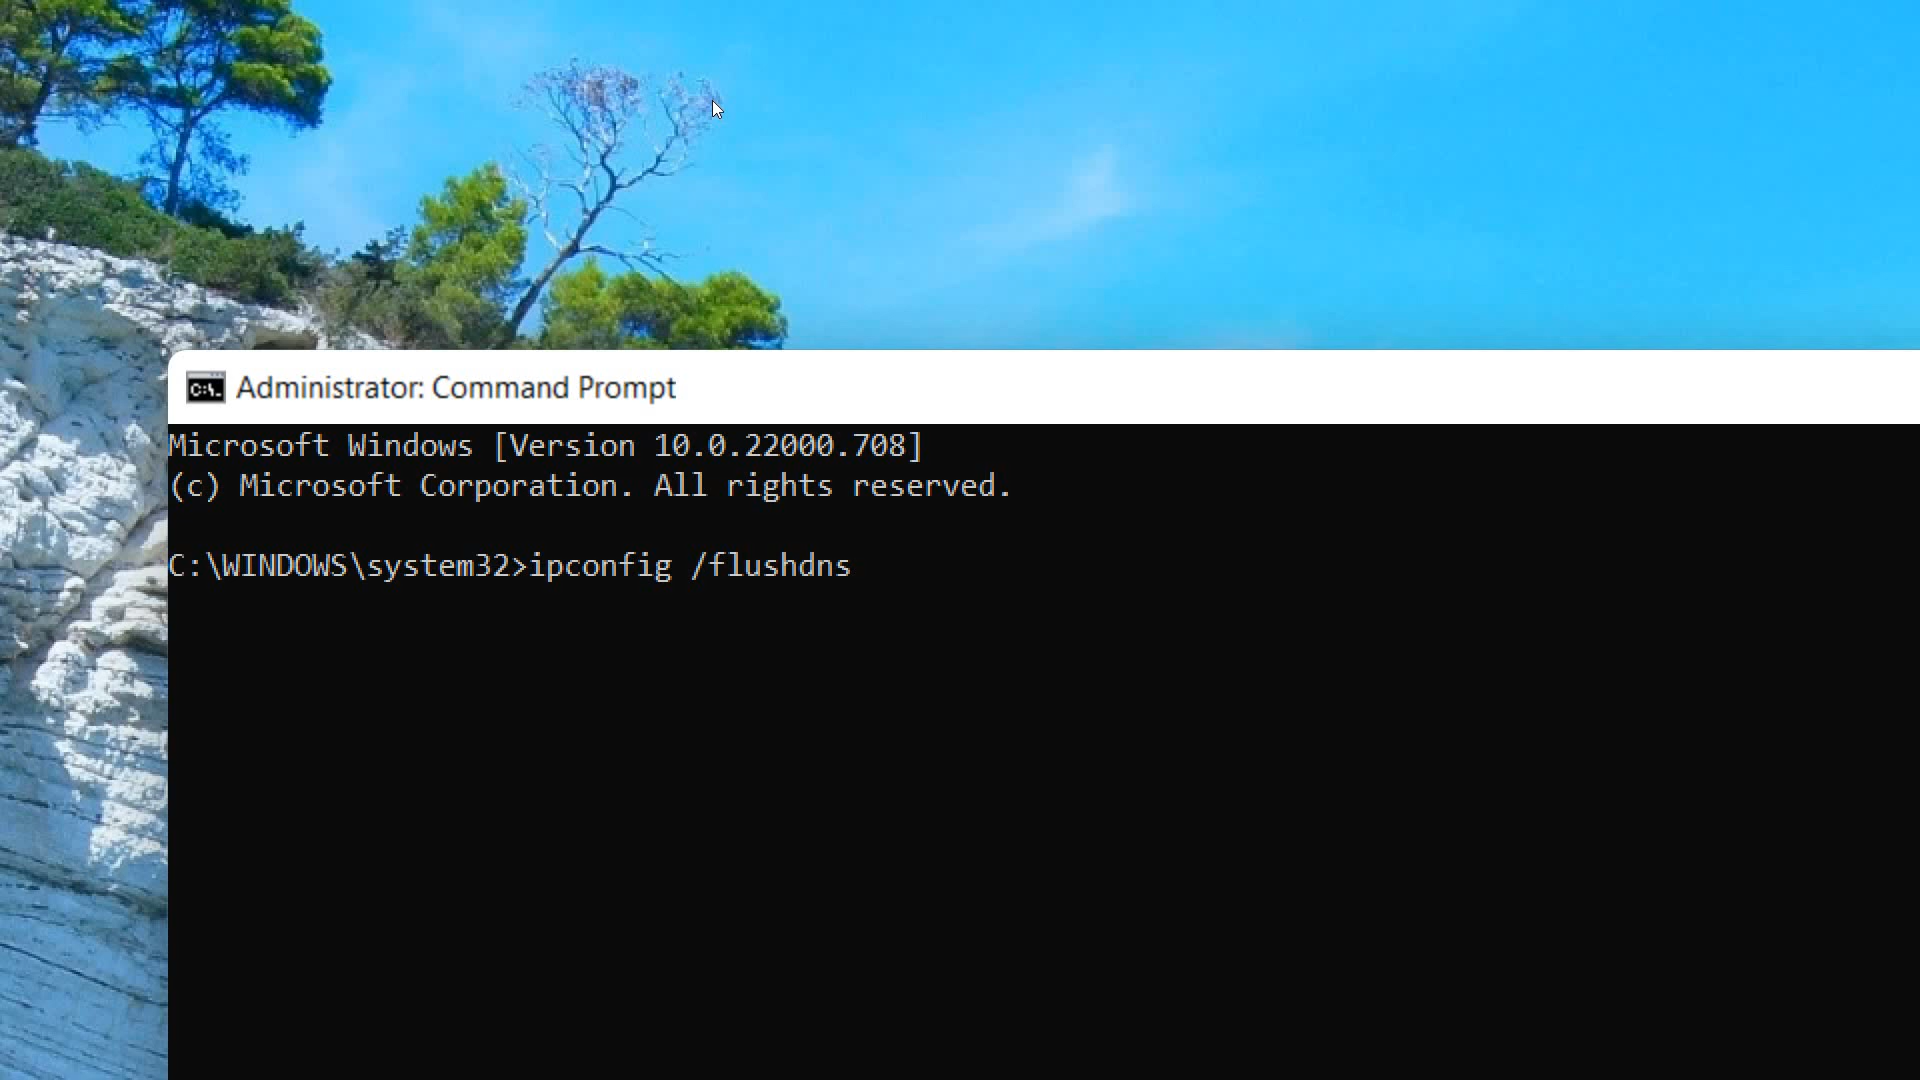 Administrator: Command Prompt
Microsoft Windows [Version 10.0.22000.708]
(c) Microsoft Corporation. All rights reserved.
C:\WINDOWS\system32>ipconfig /flushdns